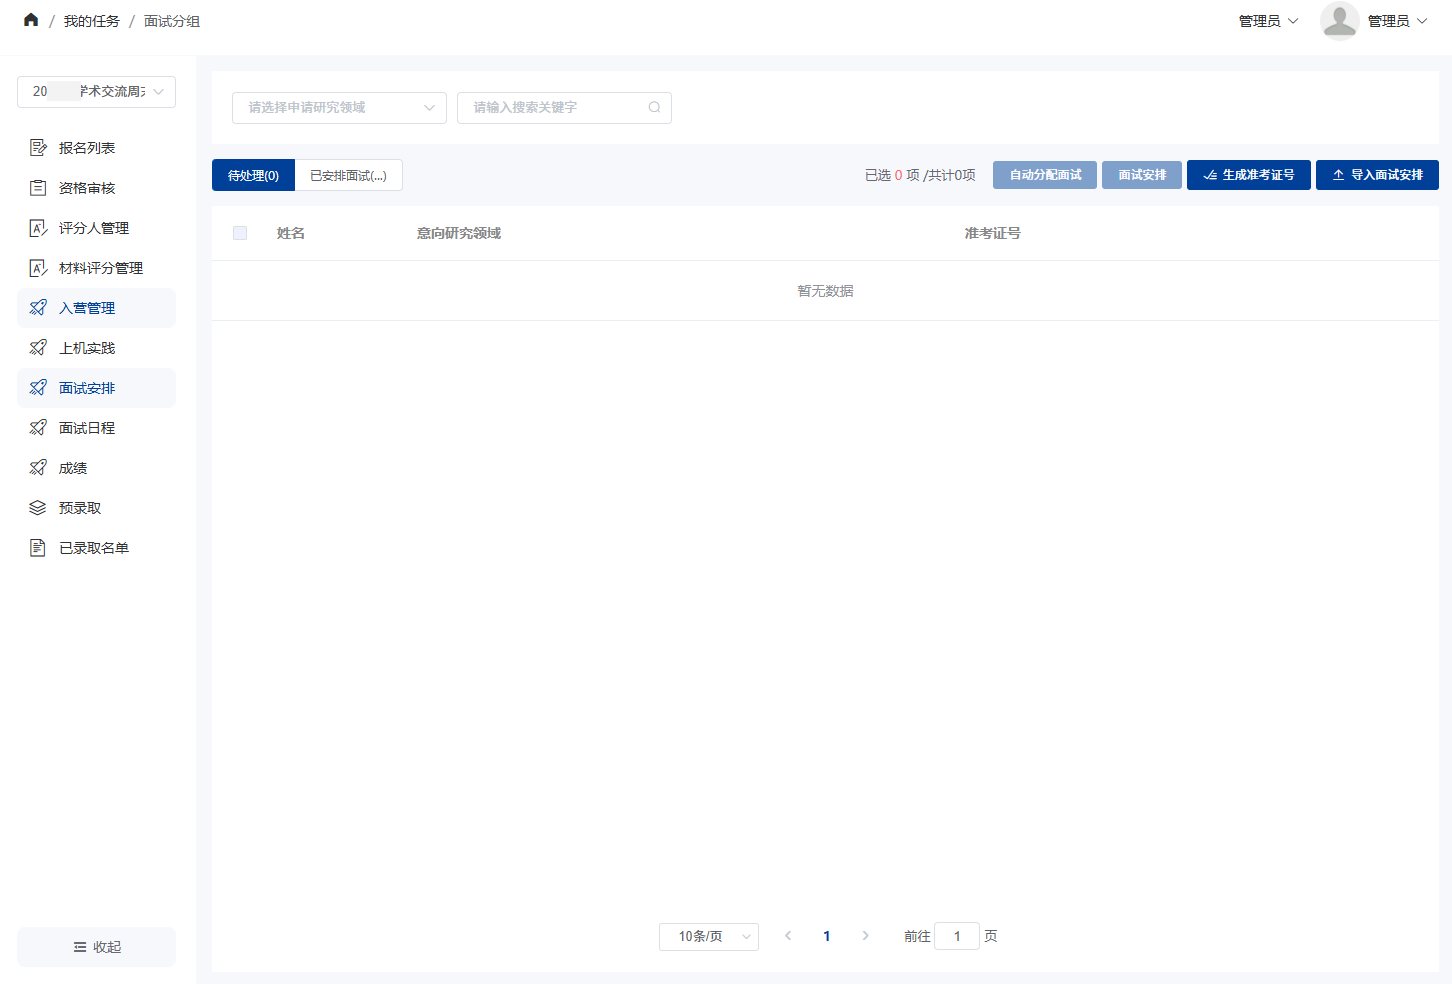 / 我的任务 / 面试分组
管理员
管理员
20 学术交流周
报名列表
资格审核
评分人管理
材料评分管理
入营管理
上机实践
面试安排
面试日程
成绩
预录取
已录取名单
收起
请选择申请研究领域
请输入搜索关键字
待处理(0)
已安排面试(...)
已选 0 项 /共计0项
自动分配面试
面试安排
生成准考证号
导入面试安排
姓名
意向研究领域
准考证号
暂无数据
10条/页
1
前往 1 页